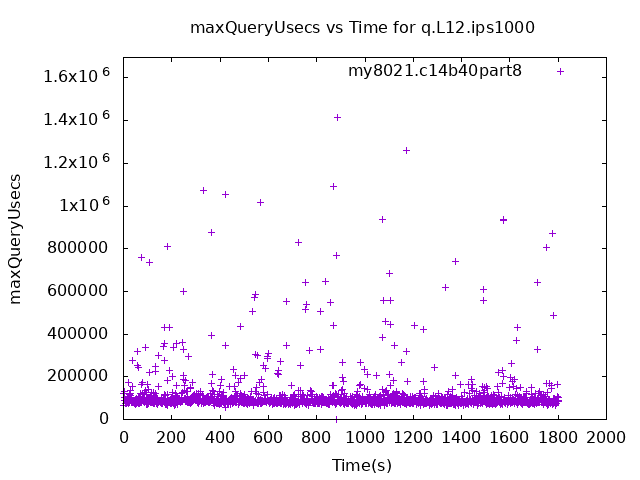 maxQueryUsecs vs Time for q.L12.ips1000
my8021.c14b40part8
maxQueryUsecs
1.6x10^6
1.4x10^6
1.2x10^6
1x10^6
800000
600000
400000
200000
0
0 200 400 600 800 1000 1200 1400 1600 1800 2000
Time(s)